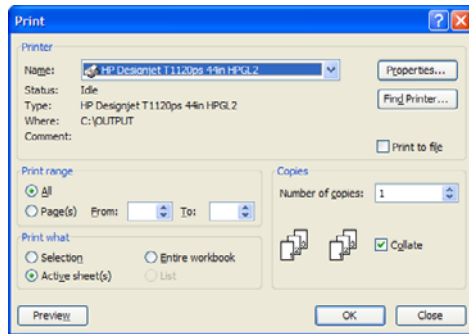 Print
Printer
Name: HP Designjet T1120ps 44in HPGL2 Properties...
Status: Idle
Type: HP Designjet T1120ps 44in HPGL2 Find Printer...
Where: C:\OUTPUT
Comment: Print to file
Print range Copies
All Number of copies: 1
Page(s) From: To:
Print what Collate
Selection Entire workbook
Active sheet(s) List
Preview OK Close